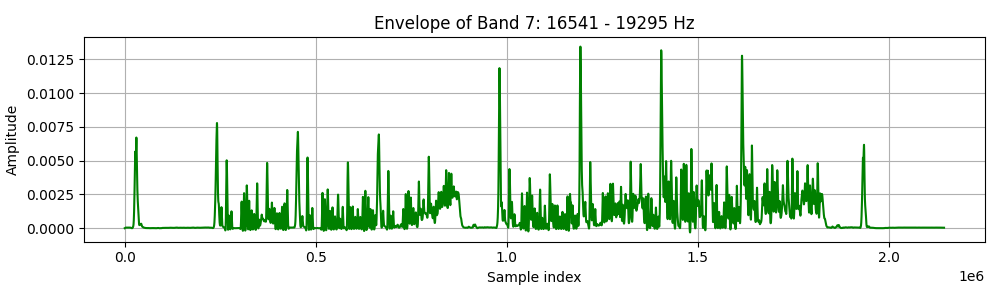 Envelope of Band 7: 16541 - 19295 Hz
Amplitude
0.0125
0.0100
0.0075
0.0050
0.0025
0.0000
0.0 0.5 1.0 1.5 2.0
Sample index
1e6